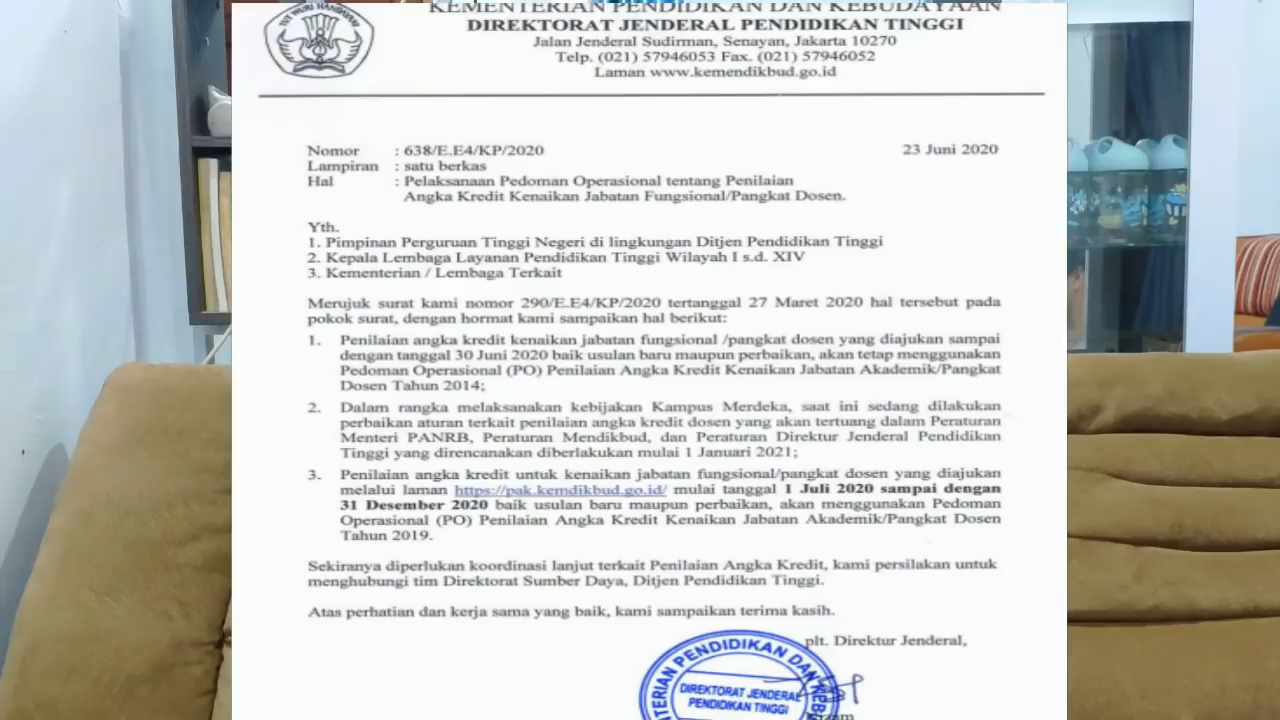 TUT WURI HANDAYANI
KEMENTERIAN PENDIDIKAN DAN KEBUDAYAAN
DIREKTORAT JENDERAL PENDIDIKAN TINGGI
Jalan Jenderal Sudirman, Senayan, Jakarta 10270
Telp. (021) 57946053 Fax. (021) 57946052
Laman www.kemendikbud.go.id
Nomor : 638/E.E4/KP/2020 23 Juni 2020
Lampiran : satu berkas
Hal : Pelaksanaan Pedoman Operasional tentang Penilaian
Angka Kredit Kenaikan Jabatan Fungsional/Pangkat Dosen.
Yth.
1. Pimpinan Perguruan Tinggi Negeri di lingkungan Ditjen Pendidikan Tinggi
2. Kepala Lembaga Layanan Pendidikan Tinggi Wilayah I s.d. XIV
3. Kementerian / Lembaga Terkait
Merujuk surat kami nomor 290/E.E4/KP/2020 tertanggal 27 Maret 2020 hal tersebut pada
pokok surat, dengan hormat kami sampaikan hal berikut:
1. Penilaian angka kredit kenaikan jabatan fungsional /pangkat dosen yang diajukan sampai
dengan tanggal 30 Juni 2020 baik usulan baru maupun perbaikan, akan tetap menggunakan
Pedoman Operasional (PO) Penilaian Angka Kredit Kenaikan Jabatan Akademik/Pangkat
Dosen Tahun 2014;
2. Dalam rangka melaksanakan kebijakan Kampus Merdeka, saat ini sedang dilakukan
perbaikan aturan terkait penilaian angka kredit dosen yang akan tertuang dalam Peraturan
Menteri PANRB, Peraturan Mendikbud, dan Peraturan Direktur Jenderal Pendidikan
Tinggi yang direncanakan diberlakukan mulai 1 Januari 2021;
3. Penilaian angka kredit untuk kenaikan jabatan fungsional/pangkat dosen yang diajukan
melalui laman https://pak.kemdikbud.go.id/ mulai tanggal 1 Juli 2020 sampai dengan
31 Desember 2020 baik usulan baru maupun perbaikan, akan menggunakan Pedoman
Operasional (PO) Penilaian Angka Kredit Kenaikan Jabatan Akademik/Pangkat Dosen
Tahun 2019.
Sekiranya diperlukan koordinasi lanjut terkait Penilaian Angka Kredit, kami persilakan untuk
menghubungi tim Direktorat Sumber Daya, Ditjen Pendidikan Tinggi.
Atas perhatian dan kerja sama yang baik, kami sampaikan terima kasih.
plt. Direktur Jenderal,
PENDIDIKAN DAN
DIREKTORAT JENDERAL
PENDIDIKAN TINGGI